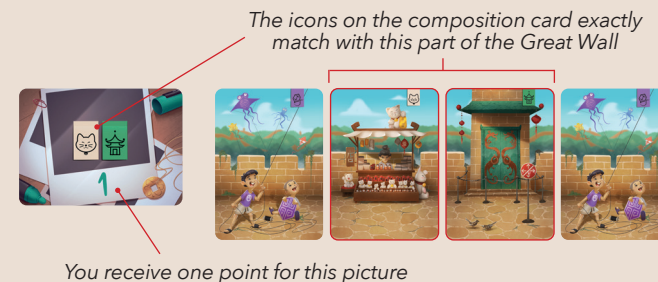 The icons on the composition card exactly
match with this part of the Great Wall
1
You receive one point for this picture